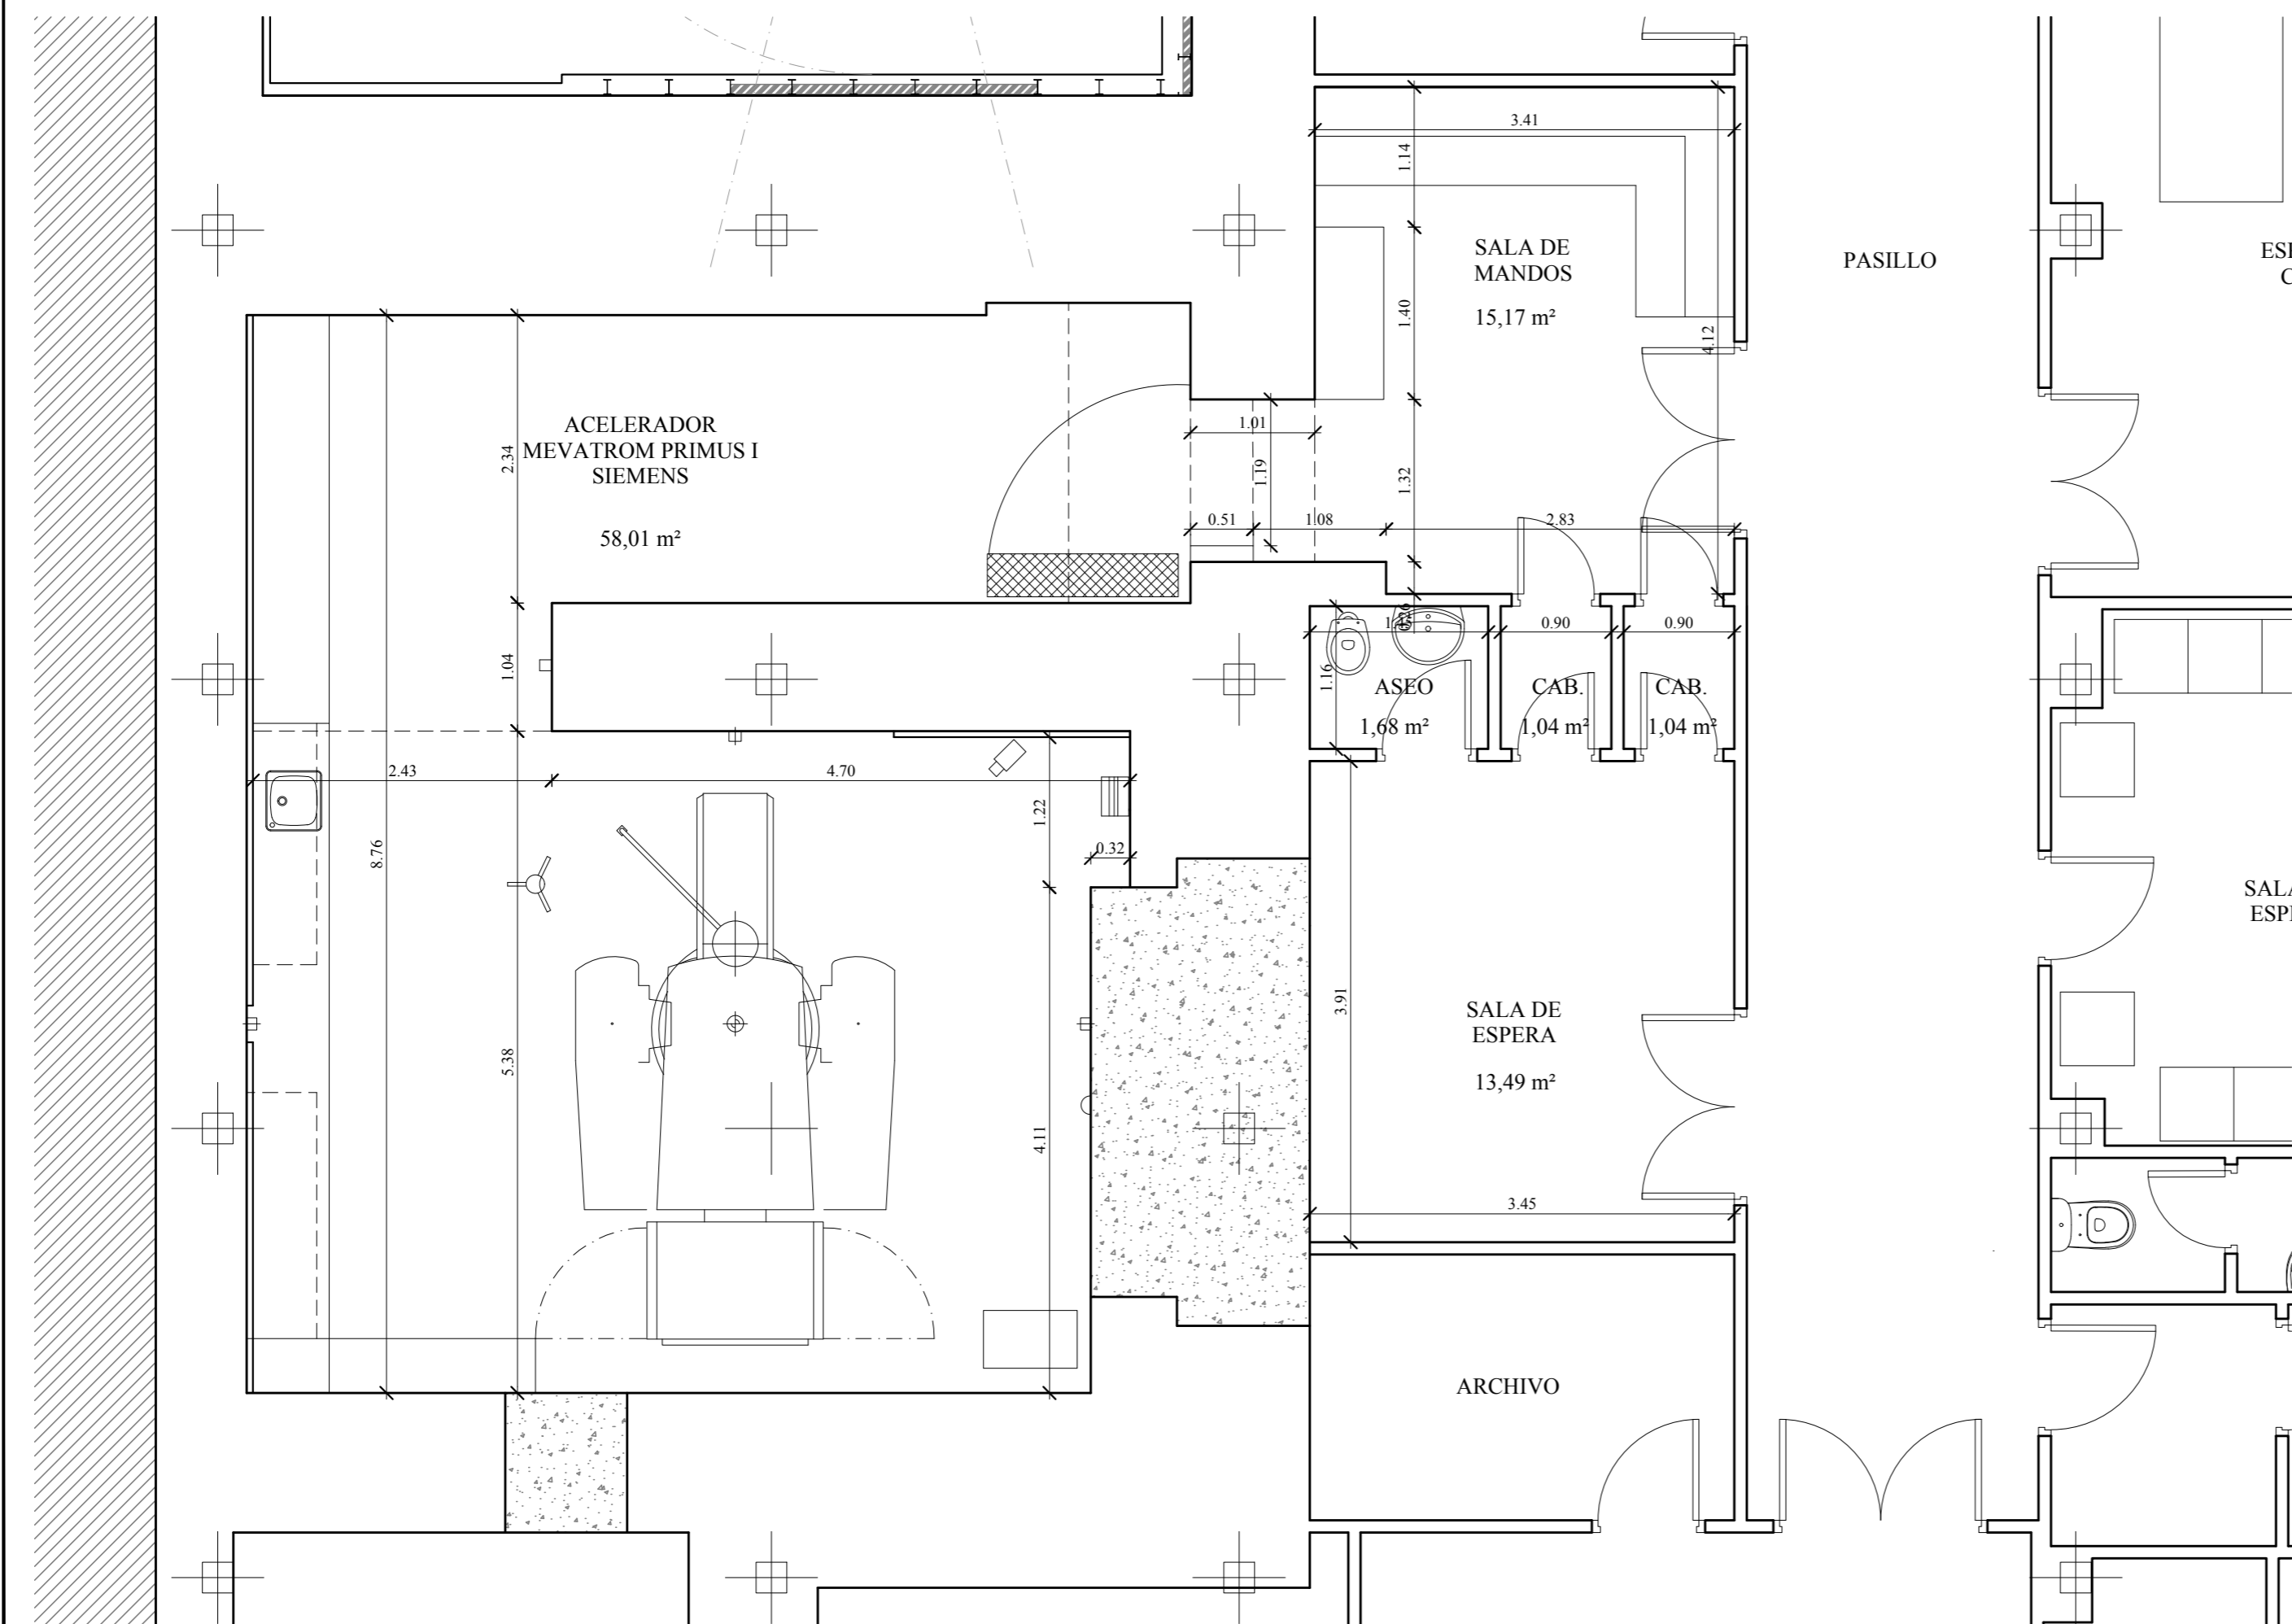 3.41
1.14
SALA DE
MANDOS
15,17 m²
PASILLO
1.40
4.12
ACELERADOR
MEVATROM PRIMUS I
SIEMENS
58,01 m²
2.34
1.01
1.19
1.32
0.51
1.08
2.83
0.26
0.90
0.90
1.04
1.16
ASEO
1,68 m²
CAB.
1,04 m²
CAB.
1,04 m²
2.43
4.70
1.22
0.32
8.76
5.38
4.11
3.91
SALA DE
ESPERA
13,49 m²
3.45
SALA
ESP
ARCHIVO